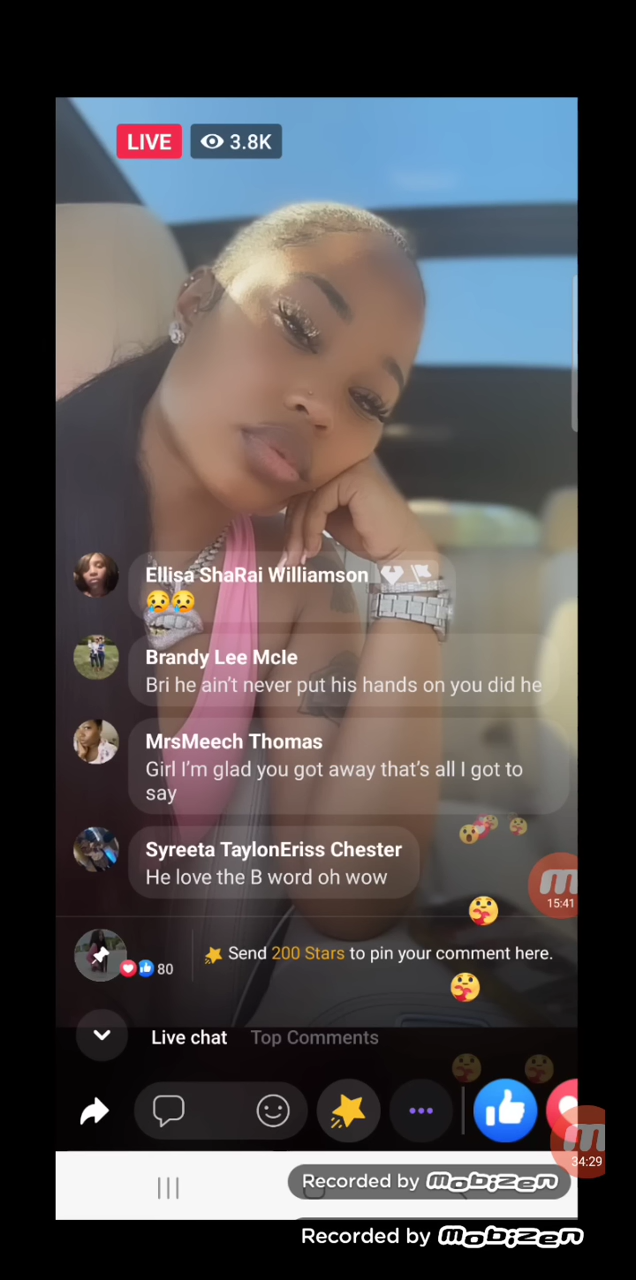 LIVE 3.8K
Ellisa ShaRai Williamson
Brandy Lee Mcle
Bri he ain't never put his hands on you did he
MrsMeech Thomas
Girl I'm glad you got away that's all I got to
say
Syreeta TaylonEriss Chester
He love the B word oh wow
15:41
80
Send 200 Stars to pin your comment here.
Live chat Top Comments
34:29
Recorded by mobizen
Recorded by mobizen